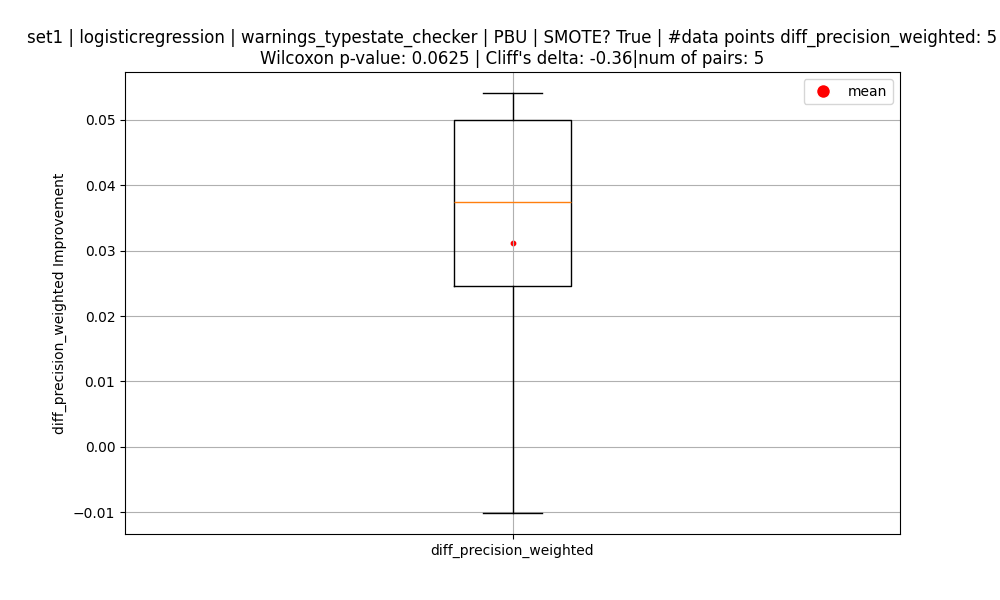 set1 | logisticregression | warnings_typestate_checker | PBU | SMOTE? True | #data points diff_precision_weighted: 5
Wilcoxon p-value: 0.0625 | Cliff's delta: -0.36|num of pairs: 5
mean
diff_precision_weighted Improvement
0.05
0.04
0.03
0.02
0.01
0.00
−0.01
diff_precision_weighted